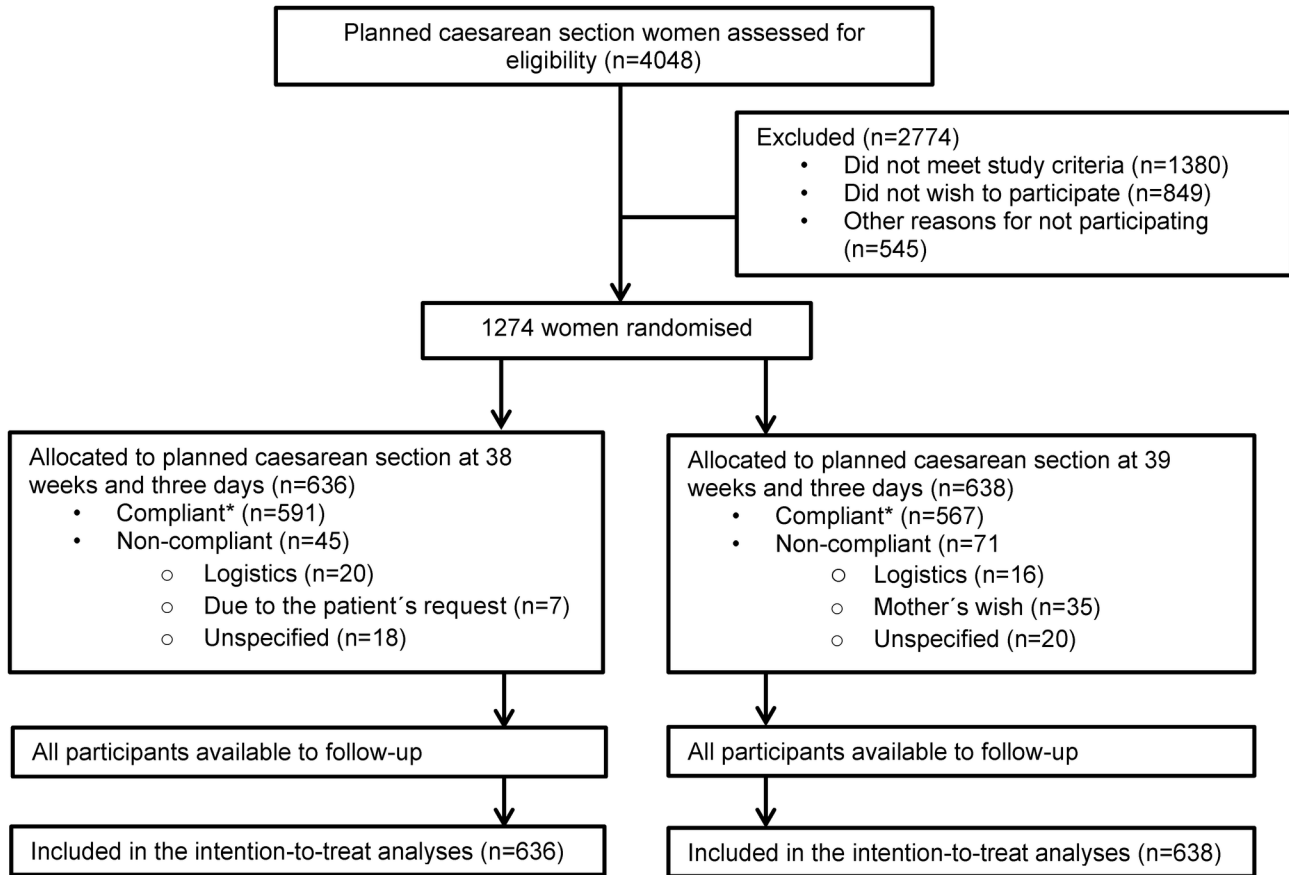 Planned caesarean section women assessed for
eligibility (n=4048)
Excluded (n=2774)
• Did not meet study criteria (n=1380)
• Did not wish to participate (n=849)
• Other reasons for not participating
(n=545)
1274 women randomised
Allocated to planned caesarean section at 38
weeks and three days (n=636)
• Compliant* (n=591)
• Non-compliant (n=45)
○ Logistics (n=20)
○ Due to the patient´s request (n=7)
○ Unspecified (n=18)
Allocated to planned caesarean section at 39
weeks and three days (n=638)
• Compliant* (n=567)
• Non-compliant (n=71
○ Logistics (n=16)
○ Mother´s wish (n=35)
○ Unspecified (n=20)
All participants available to follow-up
All participants available to follow-up
Included in the intention-to-treat analyses (n=636)
Included in the intention-to-treat analyses (n=638)